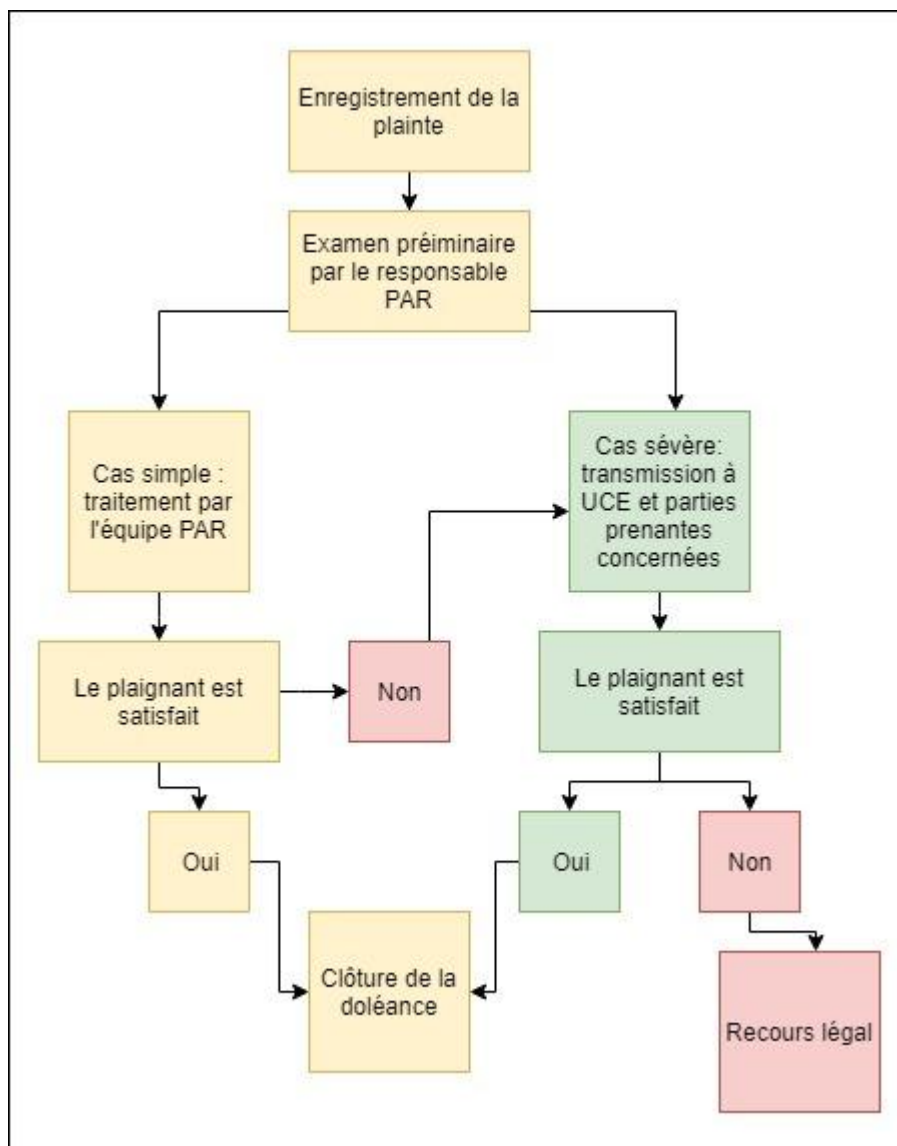 Enregistrement de la
plainte
Examen préiminaire
par le responsable
PAR
Cas simple :
traitement par
l'équipe PAR
Cas sévère:
transmission à
UCE et parties
prenantes
concernées
Le plaignant est
satisfait
Non
Le plaignant est
satisfait
Oui
Oui
Non
Clôture de la
doléance
Recours légal